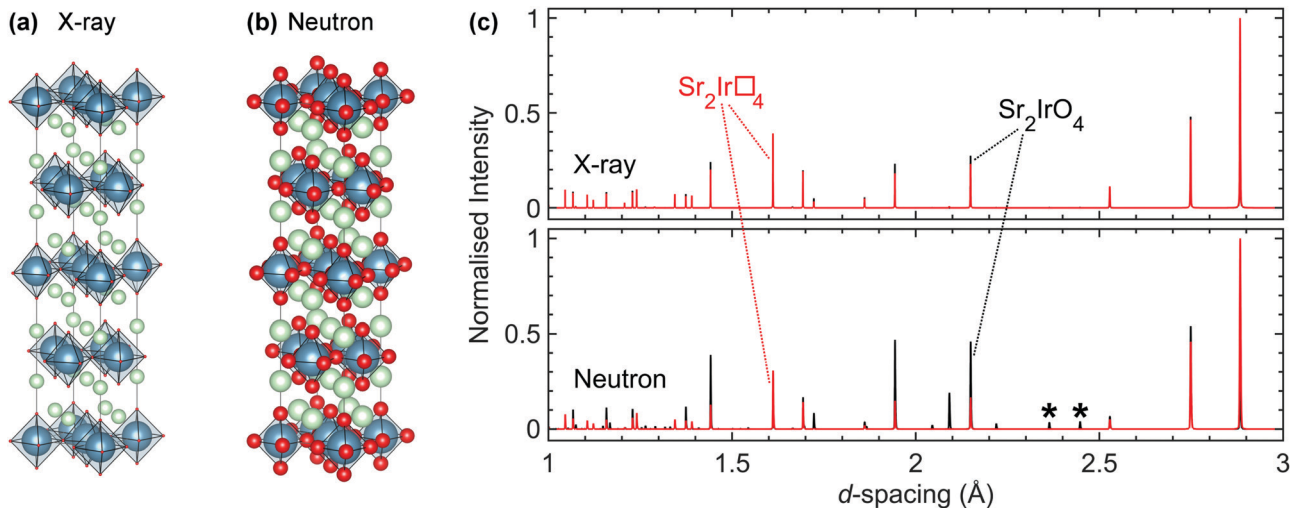 (a) X-ray
(b) Neutron
(c)
Normalised Intensity
1
0.5
0
X-ray
Sr₂Ir□₄
Sr₂IrO₄
1
0.5
0
Neutron
* *
1 1.5 2 2.5 3
d-spacing (Å)